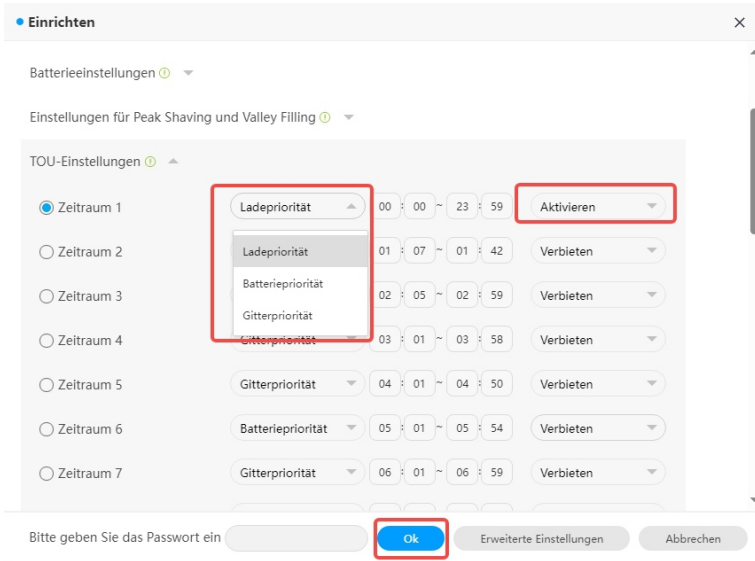 Einrichten
Batterieeinstellungen
Einstellungen für Peak Shaving und Valley Filling
TOU-Einstellungen
Zeitraum 1 Ladepriorität 00 : 00 ~ 23 : 59 Aktivieren
Zeitraum 2 Ladepriorität 01 : 07 ~ 01 : 42 Verbieten
Zeitraum 3 Batteriepriorität 02 : 05 ~ 02 : 59 Verbieten
Gitterpriorität
Zeitraum 4 Gitterpriorität 03 : 01 ~ 03 : 58 Verbieten
Zeitraum 5 Gitterpriorität 04 : 01 ~ 04 : 50 Verbieten
Zeitraum 6 Batteriepriorität 05 : 01 ~ 05 : 54 Verbieten
Zeitraum 7 Gitterpriorität 06 : 01 ~ 06 : 59 Verbieten
Bitte geben Sie das Passwort ein Ok Erweiterte Einstellungen Abbrechen